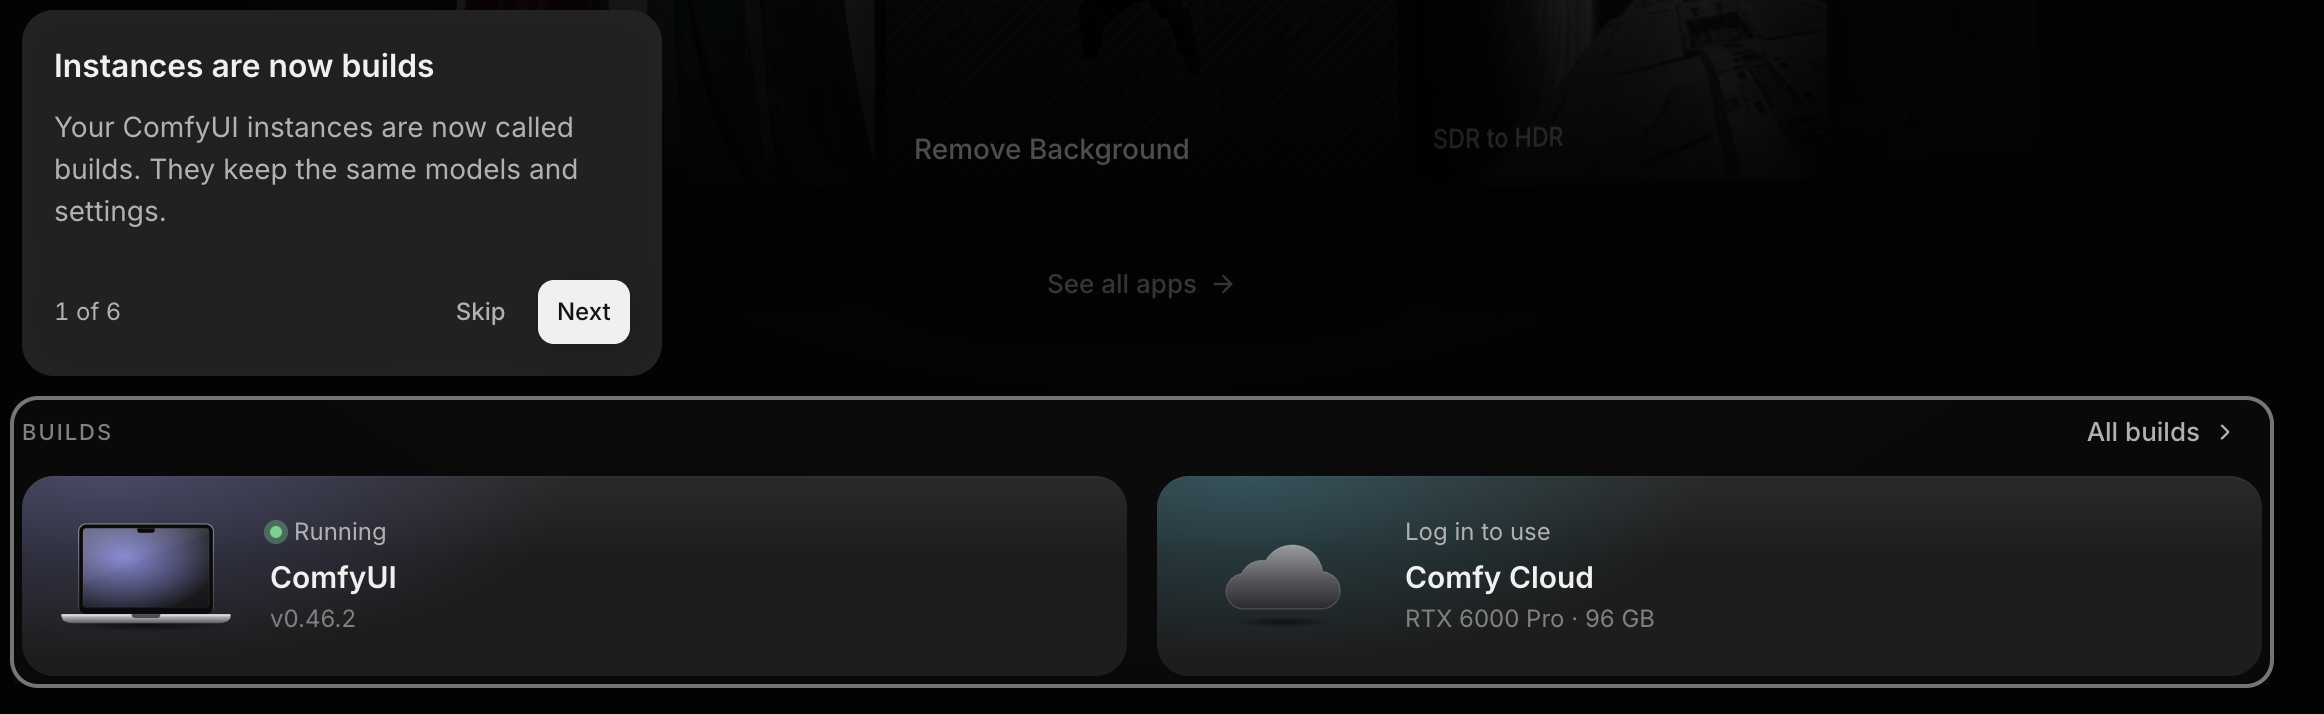 Instances are now builds
Your ComfyUI instances are now called
builds. They keep the same models and
settings.
1 of 6
Skip
Next
Remove Background
SDR to HDR
See all apps
BUILDS
All builds
Running
ComfyUI
v0.46.2
Log in to use
Comfy Cloud
RTX 6000 Pro · 96 GB